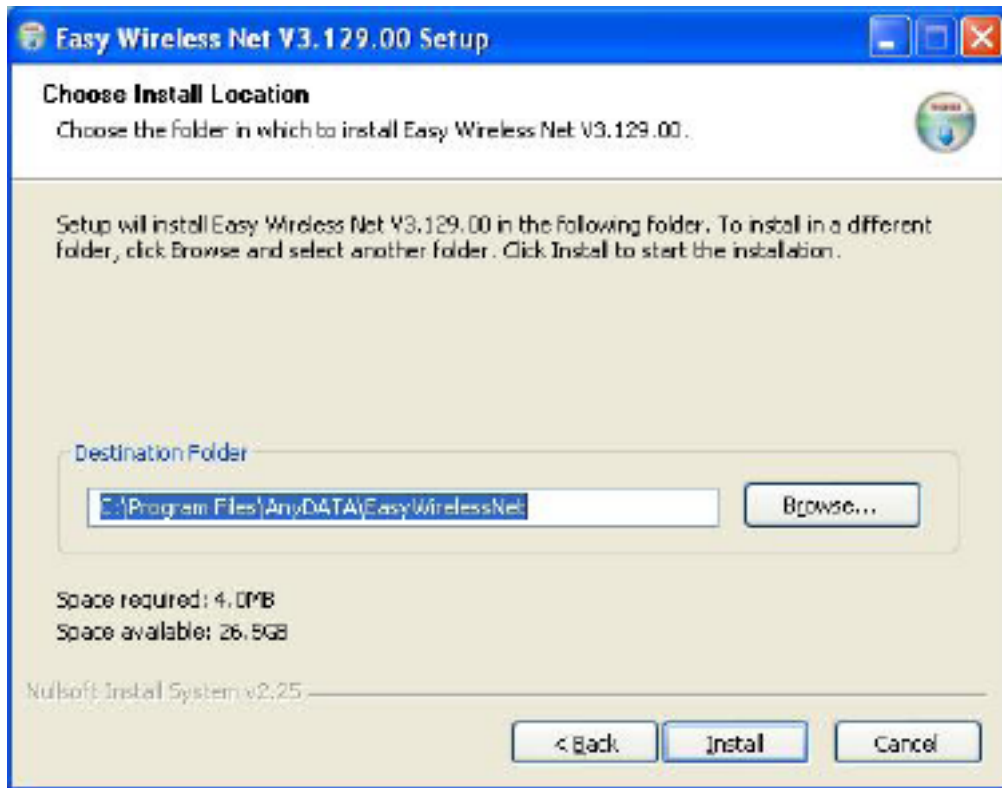 Easy Wireless Net V3.129.00 Setup
Choose Install Location
Choose the folder in which to install Easy Wireless Net V3.129.00.
Setup will install Easy Wireless Net V3.129.00 in the following folder. To install in a different
folder, click Browse and select another folder. Click Install to start the installation.
Destination Folder
C:\Program Files\AnyDATA\EasyWirelessNet
Browse...
Space required: 4.0MB
Space available: GB
Nullsoft Install System v2.25
< Back
Install
Cancel